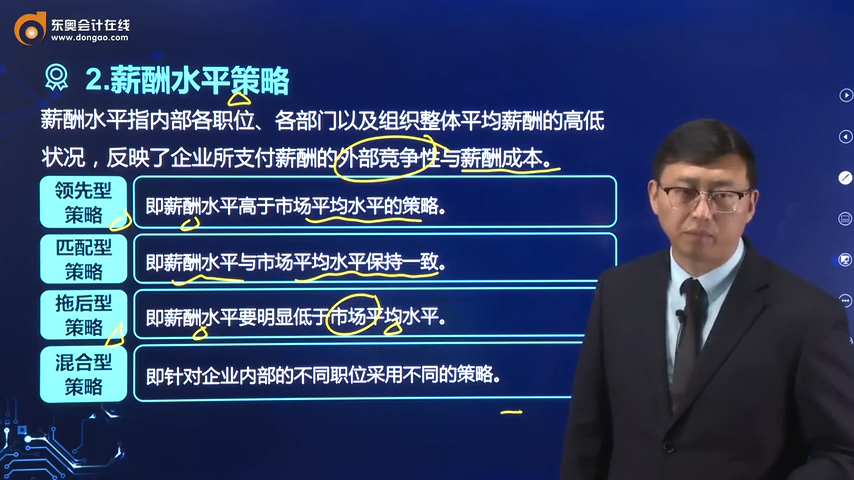 东奥会计在线
www.dongao.com
2.薪酬水平策略
薪酬水平指内部各职位、各部门以及组织整体平均薪酬的高低
状况，反映了企业所支付薪酬的外部竞争性与薪酬成本。
领先型
策略
即薪酬水平高于市场平均水平的策略。
匹配型
策略
即薪酬水平与市场平均水平保持一致。
拖后型
策略
即薪酬水平要明显低于市场平均水平。
混合型
策略
即针对企业内部的不同职位采用不同的策略。